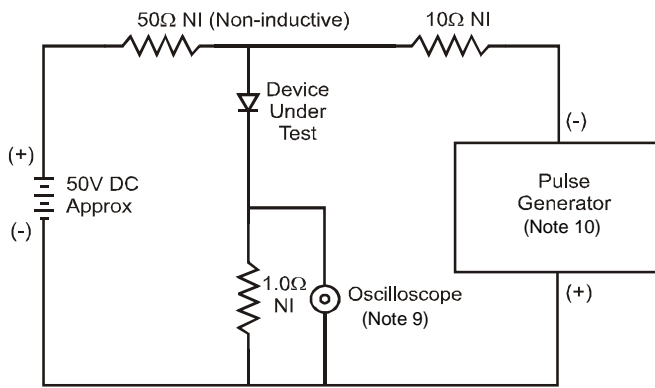 50Ω NI (Non-inductive)
10Ω NI
Device
Under
Test
(-)
(+)
50V DC
Approx
(-)
Pulse
Generator
(Note 10)
1.0Ω
NI
Oscilloscope
(Note 9)
(+)